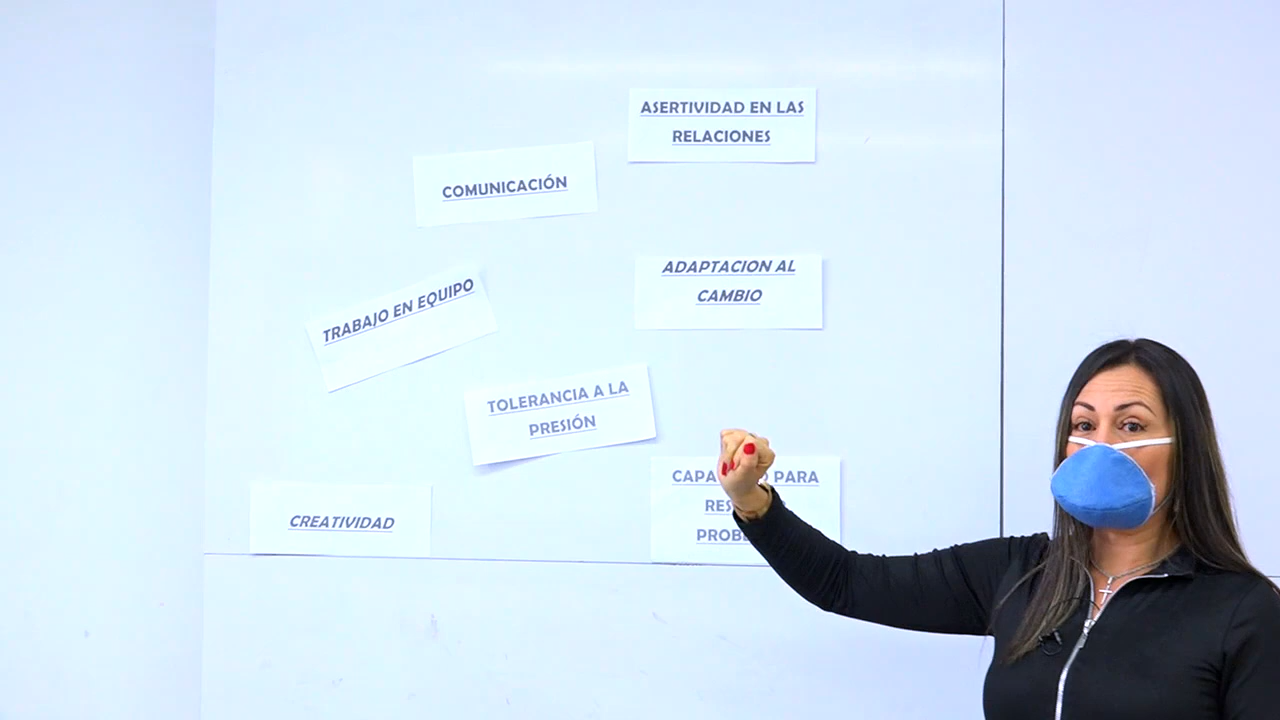 ASERTIVIDAD EN LAS
RELACIONES
COMUNICACIÓN
ADAPTACION AL
CAMBIO
TRABAJO EN EQUIPO
TOLERANCIA A LA
PRESIÓN
PARA
CREATIVIDAD